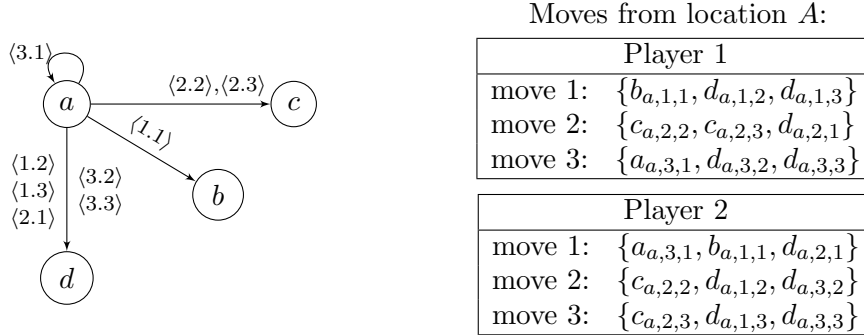 ⟨3.1⟩
a
⟨2.2⟩,⟨2.3⟩
c
⟨1.1⟩
b
⟨1.2⟩
⟨1.3⟩
⟨2.1⟩
⟨3.2⟩
⟨3.3⟩
d
Moves from location A:
Player 1
move 1: {b_{a,1,1}, d_{a,1,2}, d_{a,1,3}}
move 2: {c_{a,2,2}, c_{a,2,3}, d_{a,2,1}}
move 3: {a_{a,3,1}, d_{a,3,2}, d_{a,3,3}}
Player 2
move 1: {a_{a,3,1}, b_{a,1,1}, d_{a,2,1}}
move 2: {c_{a,2,2}, d_{a,1,2}, d_{a,3,2}}
move 3: {c_{a,2,3}, d_{a,1,3}, d_{a,3,3}}